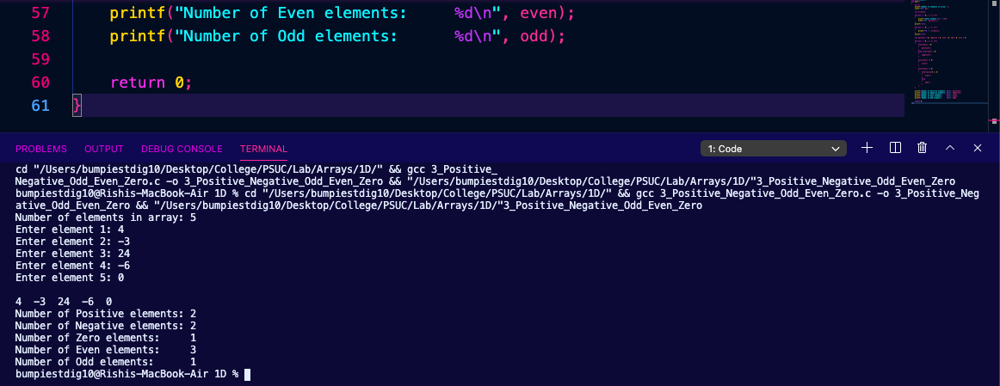 57 printf("Number of Even elements:     %d\n", even);
58 printf("Number of Odd elements:      %d\n", odd);
59
60 return 0;
61 }
PROBLEMS OUTPUT DEBUG CONSOLE TERMINAL 1: Code
cd "/Users/bumpiestdig10/Desktop/College/PSUC/Lab/Arrays/1D/" && gcc 3_Positive_
Negative_Odd_Even_Zero.c -o 3_Positive_Negative_Odd_Even_Zero && "/Users/bumpiestdig10/Desktop/College/PSUC/Lab/Arrays/1D/"3_Positive_Negative_Odd_Even_Zero
bumpiestdig10@Rishis-MacBook-Air 1D % cd "/Users/bumpiestdig10/Desktop/College/PSUC/Lab/Arrays/1D/" && gcc 3_Positive_Negative_Odd_Even_Zero.c -o 3_Positive_Neg
ative_Odd_Even_Zero && "/Users/bumpiestdig10/Desktop/College/PSUC/Lab/Arrays/1D/"3_Positive_Negative_Odd_Even_Zero
Number of elements in array: 5
Enter element 1: 4
Enter element 2: -3
Enter element 3: 24
Enter element 4: -6
Enter element 5: 0
4  -3  24  -6  0
Number of Positive elements: 2
Number of Negative elements: 2
Number of Zero elements:     1
Number of Even elements:     3
Number of Odd elements:      1
bumpiestdig10@Rishis-MacBook-Air 1D %